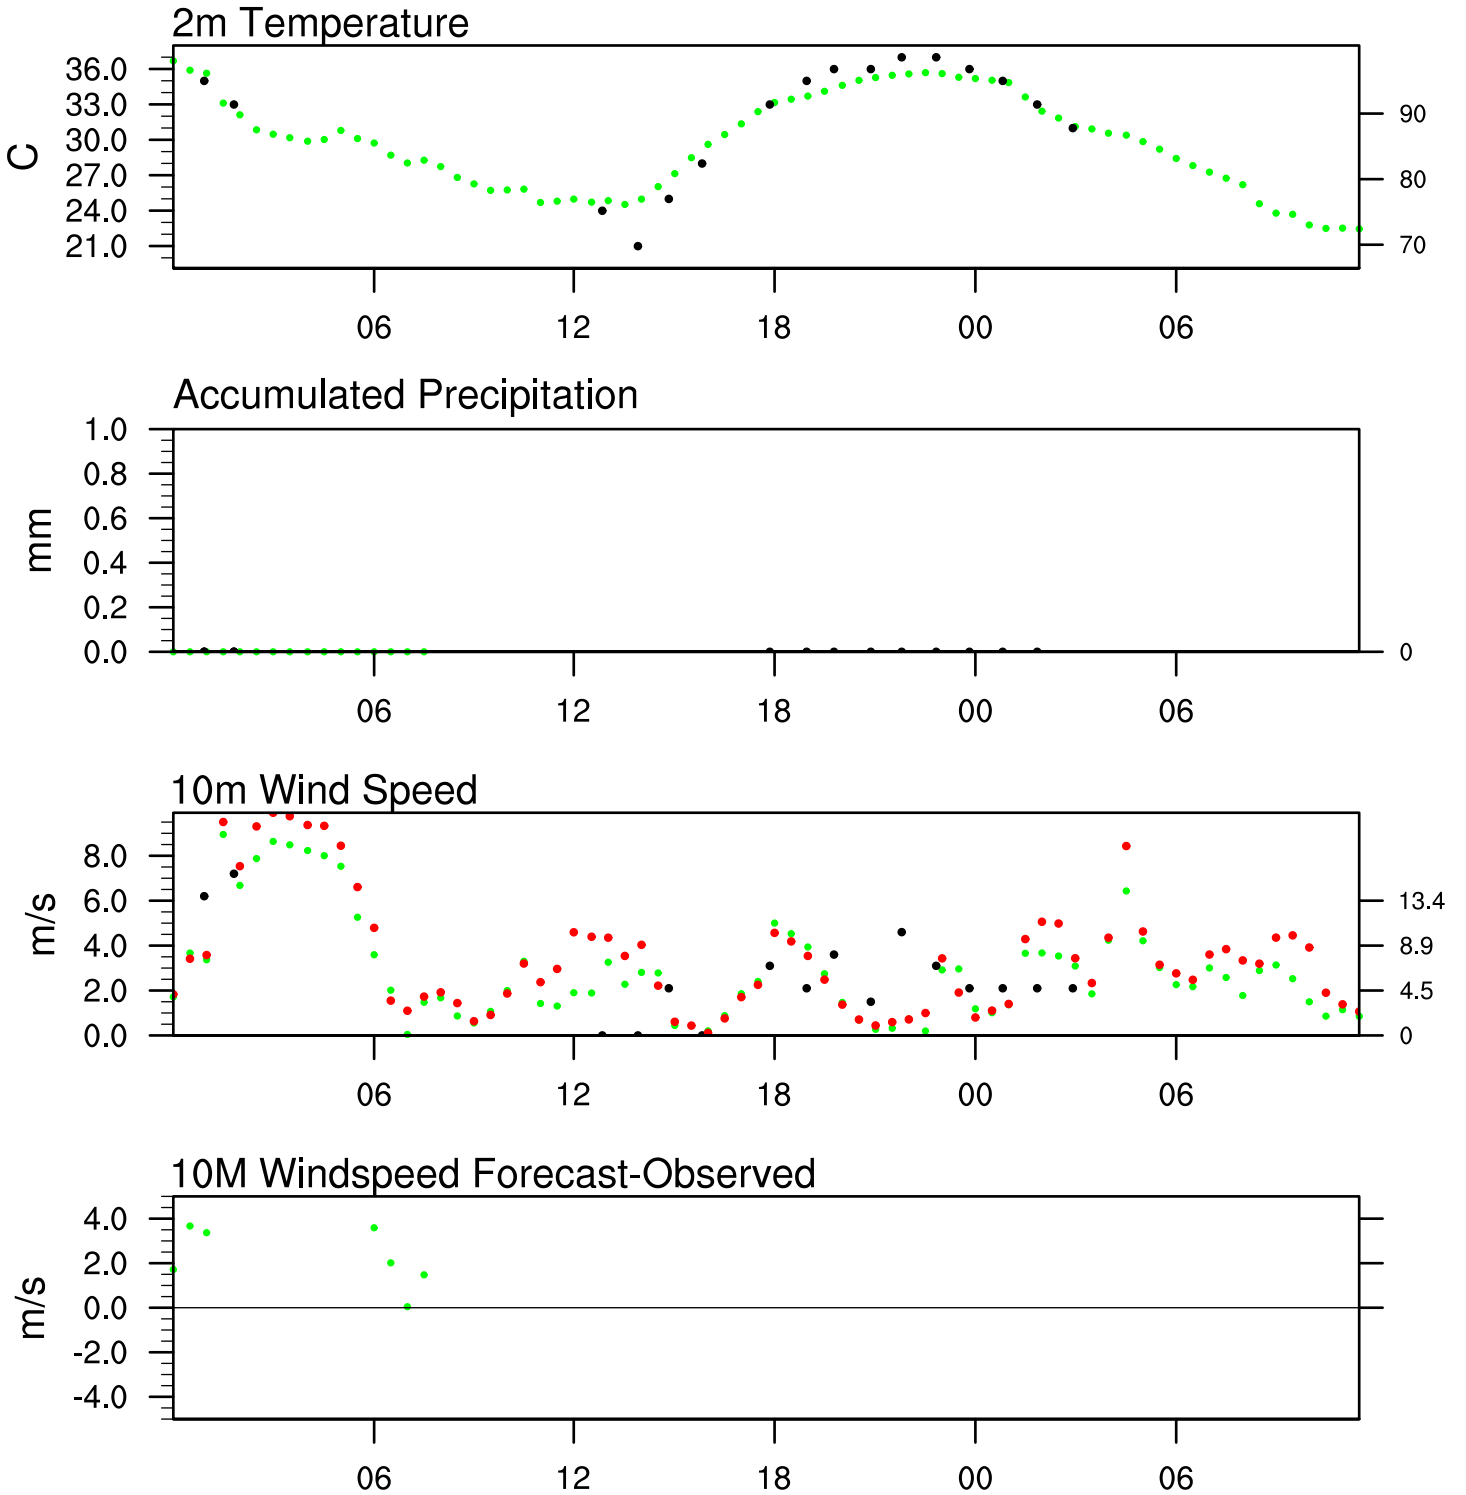 2m Temperature
36.0
33.0
30.0
27.0
24.0
21.0
C
90
80
70
06 12 18 00 06
Accumulated Precipitation
1.0
0.8
0.6
0.4
0.2
0.0
mm
0
06 12 18 00 06
10m Wind Speed
8.0
6.0
4.0
2.0
0.0
m/s
13.4
8.9
4.5
0
06 12 18 00 06
10M Windspeed Forecast-Observed
4.0
2.0
0.0
-2.0
-4.0
m/s
06 12 18 00 06